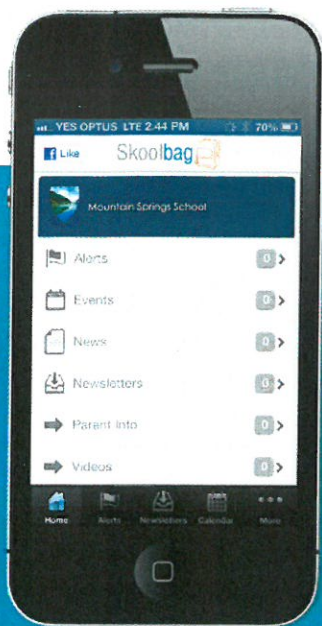 YES OPTUS LTE 2:44 PM 70%
Like Skoolbag
Mountain Springs School
Alerts 0
Events 0
News 0
Newsletters 0
Parent Info 0
Videos 0
Home Alerts Newsletters Calendar More